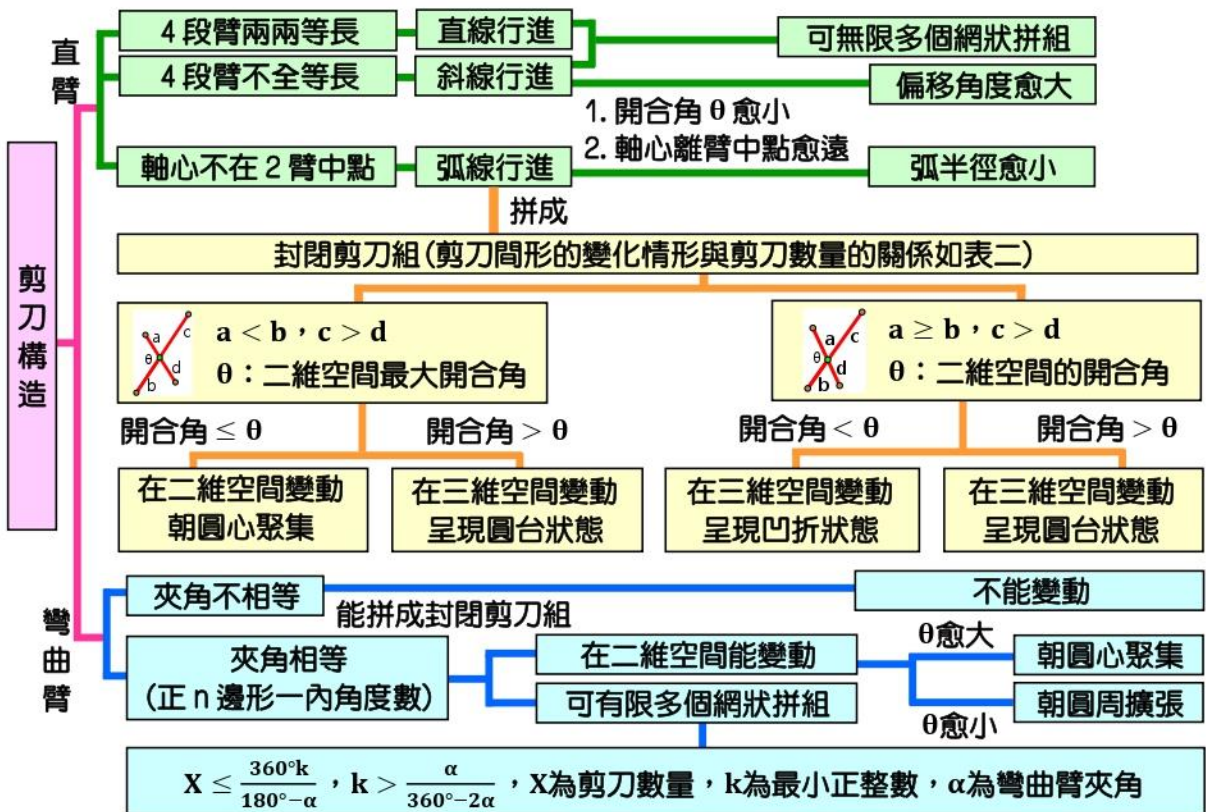 剪刀構造
直臂
4 段臂兩兩等長
直線行進
可無限多個網狀拼組
4 段臂不全等長
斜線行進
偏移角度愈大
1. 開合角 θ 愈小
2. 軸心離臂中點愈遠
軸心不在 2 臂中點
弧線行進
弧半徑愈小
拼成
封閉剪刀組(剪刀間形的變化情形與剪刀數量的關係如表二)
a c θ d b
a < b，c > d
θ：二維空間最大開合角
a c θ d b
a ≥ b，c > d
θ：二維空間的開合角
開合角 ≤ θ
開合角 > θ
開合角 < θ
開合角 > θ
在二維空間變動
朝圓心聚集
在三維空間變動
呈現圓台狀態
在三維空間變動
呈現凹折狀態
在三維空間變動
呈現圓台狀態
彎曲臂
夾角不相等
能拼成封閉剪刀組
不能變動
夾角相等
(正 n 邊形一內角度數)
在二維空間能變動
θ愈大
朝圓心聚集
可有限多個網狀拼組
θ愈小
朝圓周擴張
X ≤ 360°k/180°−α，k > α/360°−2α，X為剪刀數量，k為最小正整數，α為彎曲臂夾角